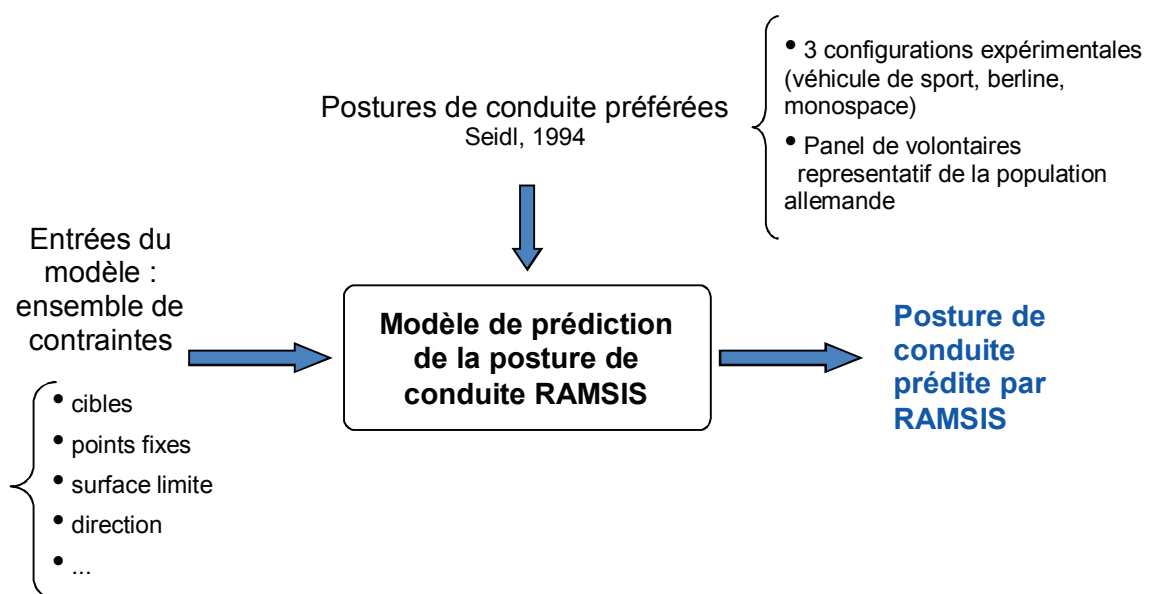 • 3 configurations expérimentales
(véhicule de sport, berline,
monospace)
• Panel de volontaires
representatif de la population
allemande
Postures de conduite préférées
Seidl, 1994
Entrées du
modèle :
ensemble de
contraintes
• cibles
• points fixes
• surface limite
• direction
• ...
Modèle de prédiction
de la posture de
conduite RAMSIS
Posture de
conduite
prédite par
RAMSIS